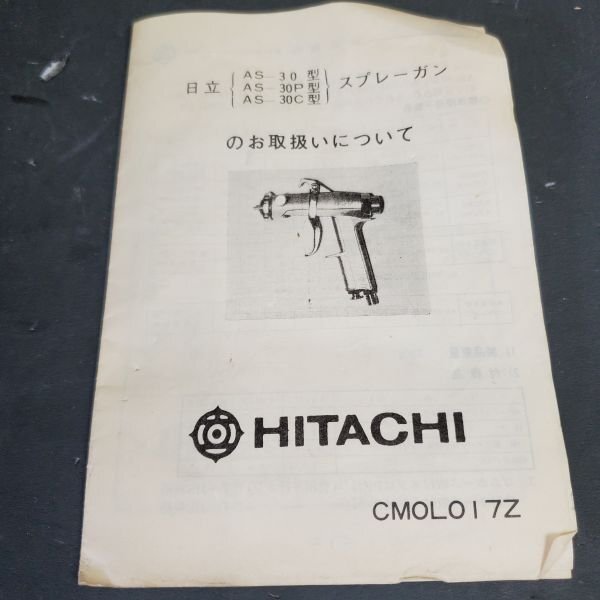 日立 AS-30型 スプレーガン
AS-30P型
AS-30C型
のお取扱いについて
HITACHI
CMOL017Z